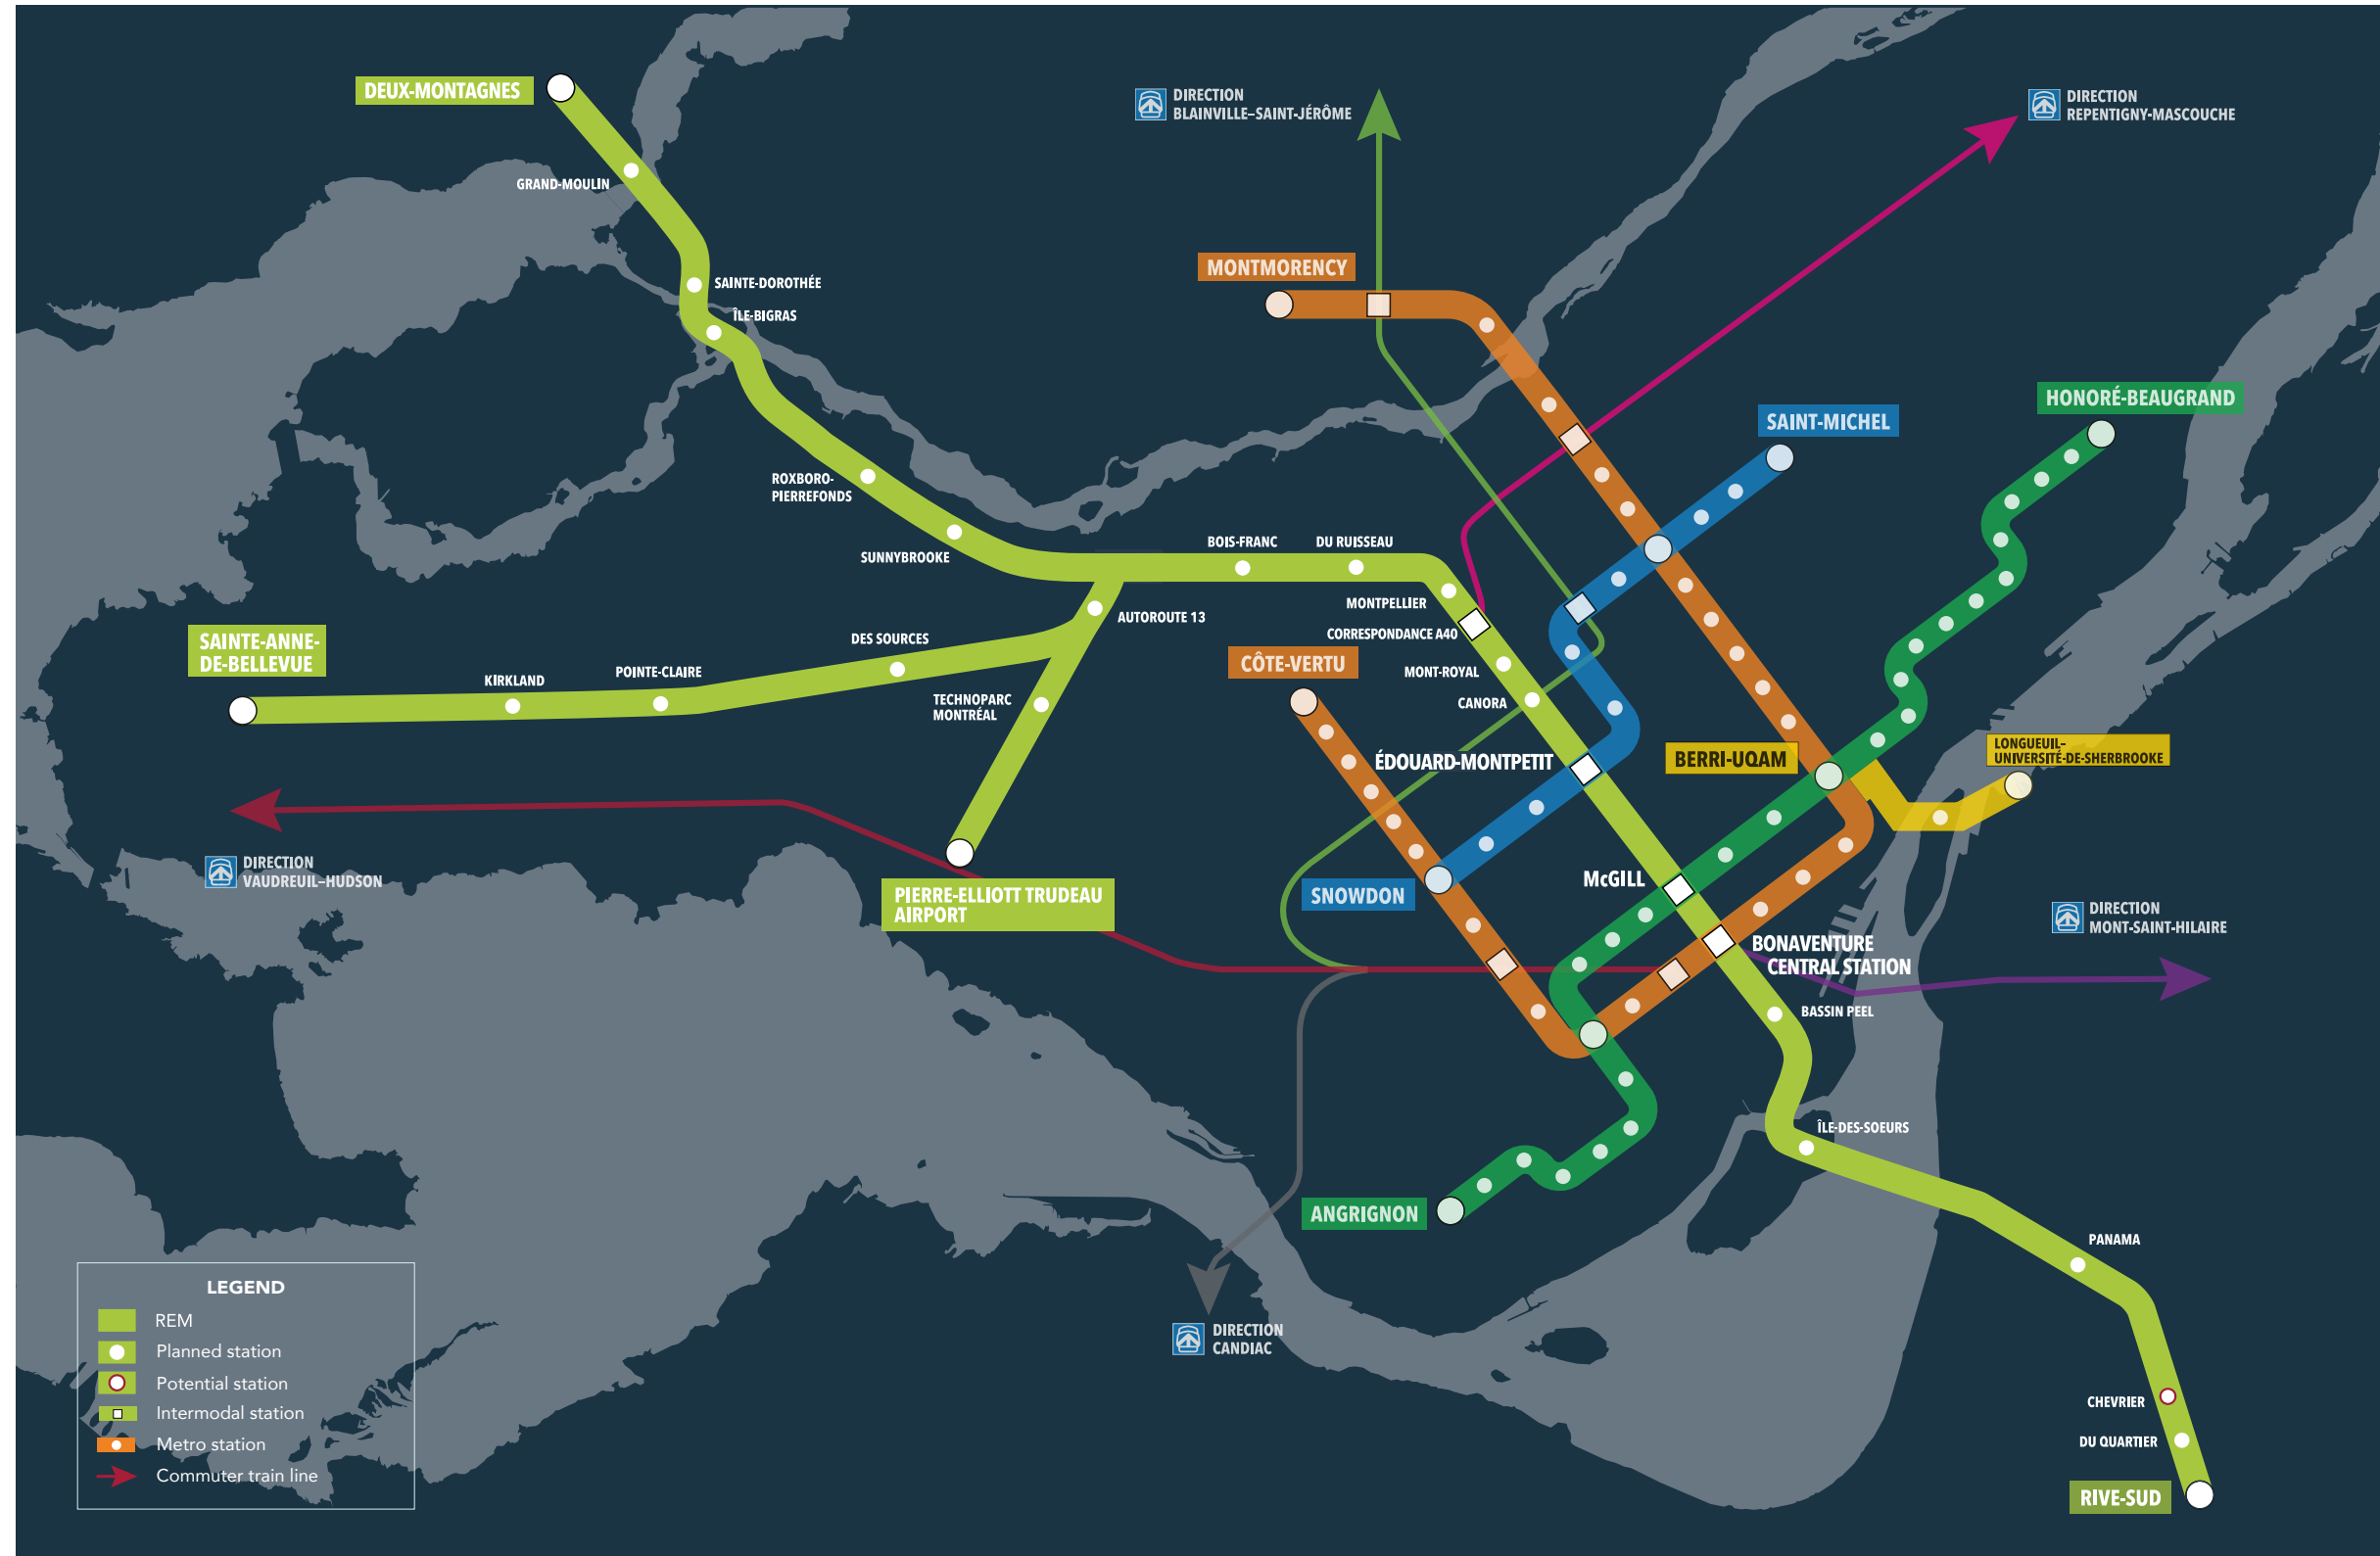 DEUX-MONTAGNES
GRAND-MOULIN
SAINTE-DOROTHÉE
ÎLE-BIGRAS
ROXBORO-
PIERREFONDS
SUNNYBROOKE
BOIS-FRANC
DU RUISSEAU
MONTPELLIER
CORRESPONDANCE A40
MONT-ROYAL
CANORA
ÉDOUARD-MONTPETIT
McGILL
BONAVENTURE
CENTRAL STATION
BASSIN PEEL
ÎLE-DES-SOEURS
PANAMA
CHEVRIER
DU QUARTIER
RIVE-SUD
AUTOROUTE 13
DES SOURCES
POINTE-CLAIRE
KIRKLAND
SAINTE-ANNE-
DE-BELLEVUE
TECHNOPARC
MONTRÉAL
PIERRE-ELLIOTT TRUDEAU
AIRPORT
DIRECTION
BLAINVILLE–SAINT-JÉRÔME
DIRECTION
REPENTIGNY-MASCOUCHE
MONTMORENCY
SAINT-MICHEL
HONORÉ-BEAUGRAND
CÔTE-VERTU
BERRI-UQAM
LONGUEUIL–
UNIVERSITÉ-DE-SHERBROOKE
SNOWDON
ANGRIGNON
DIRECTION
VAUDREUIL–HUDSON
DIRECTION
MONT-SAINT-HILAIRE
DIRECTION
CANDIAC
LEGEND
REM
Planned station
Potential station
Intermodal station
Metro station
Commuter train line